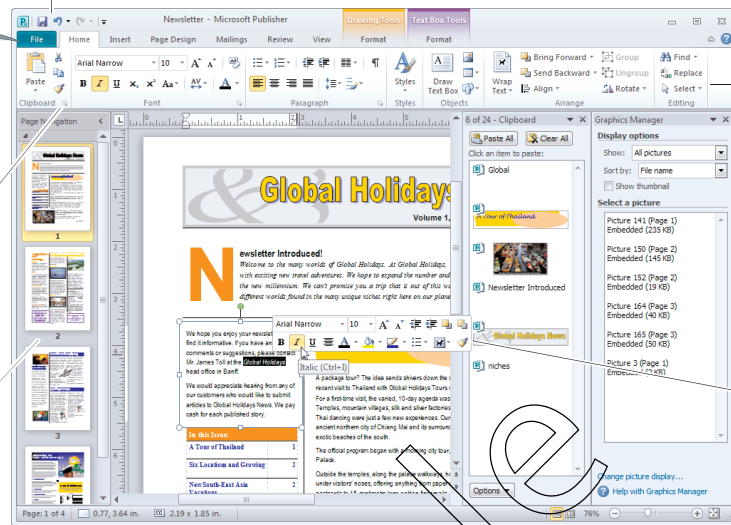 Newsletter - Microsoft Publisher
Drawing Tools
Text Box Tools
File
Home
Insert
Page Design
Mailings
Review
View
Format
Format
Paste
Arial Narrow
10
Styles
Draw
Text Box
Wrap
Text
Bring Forward
Send Backward
Align
Group
Ungroup
Rotate
Find
Replace
Select
Clipboard
Font
Paragraph
Styles
Objects
Arrange
Editing
Page Navigation
1
2
3
6 of 24 - Clipboard
Paste All
Clear All
Click an item to paste:
Global
A Tour of Thailand
Newsletter Introduced
Global Holidays News
niches
Options
Graphics Manager
Display options
Show: All pictures
Sort by: File name
Show thumbnail
Select a picture
Picture 141 (Page 1)
Embedded (235 KB)
Picture 150 (Page 2)
Embedded (145 KB)
Picture 152 (Page 2)
Embedded (19 KB)
Picture 164 (Page 3)
Embedded (40 KB)
Picture 165 (Page 3)
Embedded (50 KB)
Picture 3 (Page 1)
Change picture display...
Help with Graphics Manager
Global Holidays
Volume 1,
Newsletter Introduced!
Welcome to the many worlds of Global Holidays. At Global Holidays,
with exciting new travel adventures. We hope to expand the number and
the new millennium. We can't promise you a trip that is out of this wo
different worlds found in the many unique niches right here on our plane
Arial Narrow
10
Italic (Ctrl+I)
We hope you enjoy your newslet
find it informative. If you have an
comments or suggestions, please contact
Mr. James Toll at the Global Holidays
head office in Banff.
We would appreciate hearing from any of
our customers who would like to submit
articles to Global Holidays News. We pay
cash for each published story.
In this Issue:
A Tour of Thailand 1
Six Locations and Growing 2
New South-East Asia 2
Vacations
A package tour? The idea sends shivers down the s
recent visit to Thailand with Global Holidays Tours
For a first-time visit, the varied, 10-day agenda was
Temples, mountain villages, silk and silver factories
Thai dancing were just a few new experiences. Our
ancient northern city of Chiang Mai and its surround
exotic beaches of the south.
The official program began with a morning city tour,
Palace.
Outside the temples, along the palace walkways, ha
under visitors' noses, offering anything from paper
Page: 1 of 4
0.77, 3.64 in.
2.19 x 1.85 in.
76%
e,